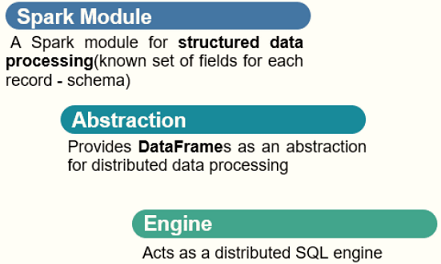 Spark Module
A Spark module for structured data
processing(known set of fields for each
record - schema)
Abstraction
Provides DataFrames as an abstraction
for distributed data processing
Engine
Acts as a distributed SQL engine